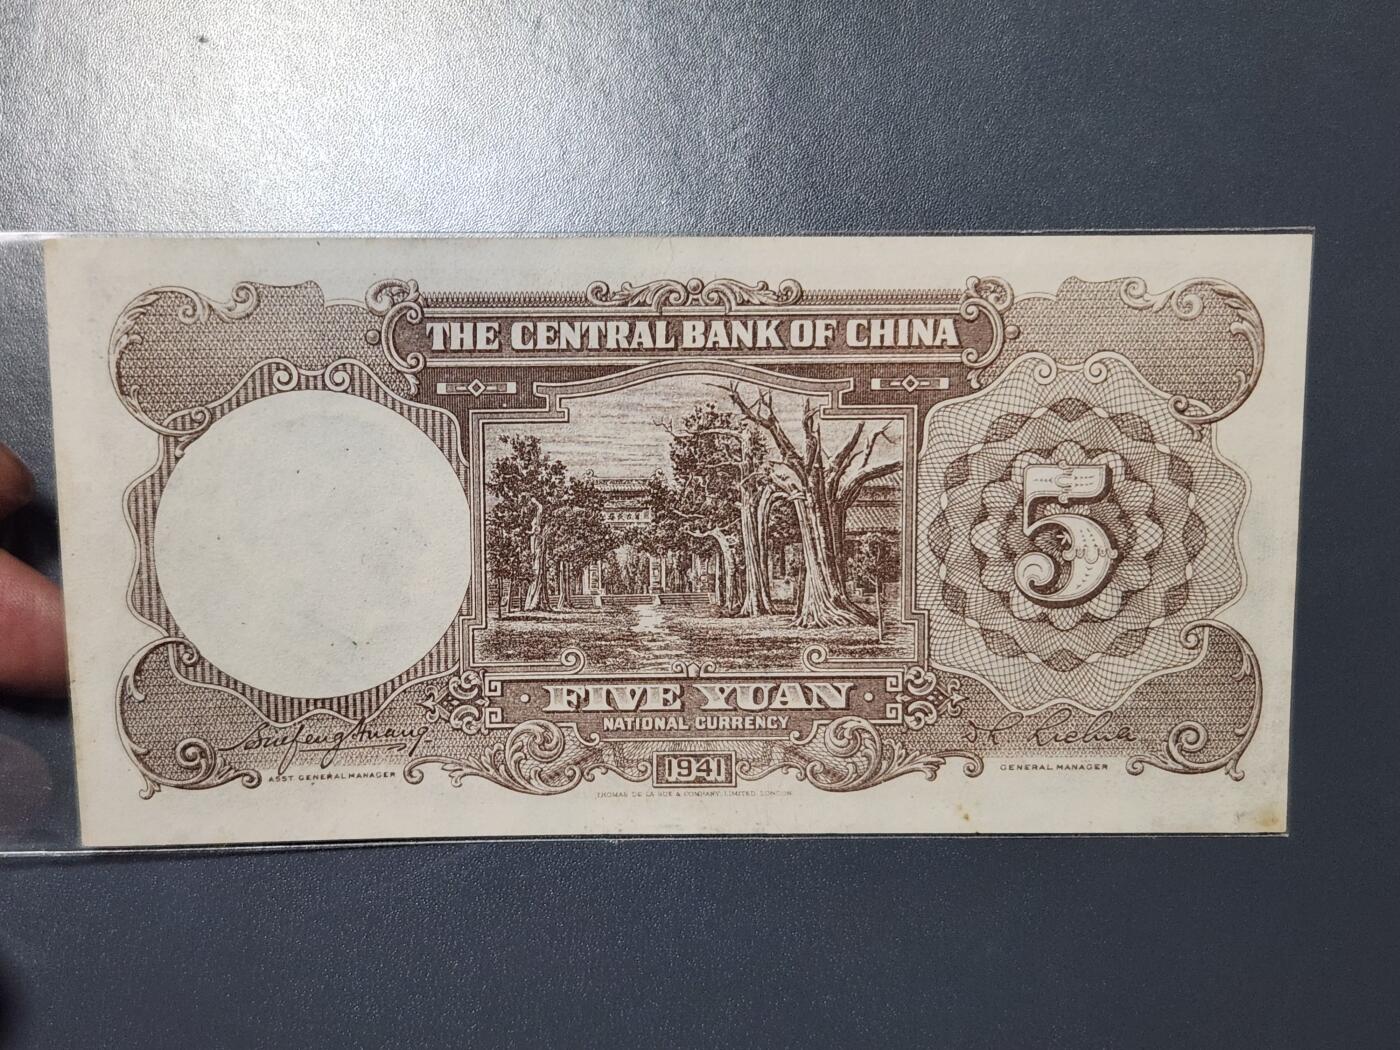 THE CENTRAL BANK OF CHINA
5
FIVE YUAN
NATIONAL CURRENCY
1941
ASST GENERAL MANAGER
GENERAL MANAGER
THOMAS DE LA RUE & COMPANY, LIMITED, LONDON.